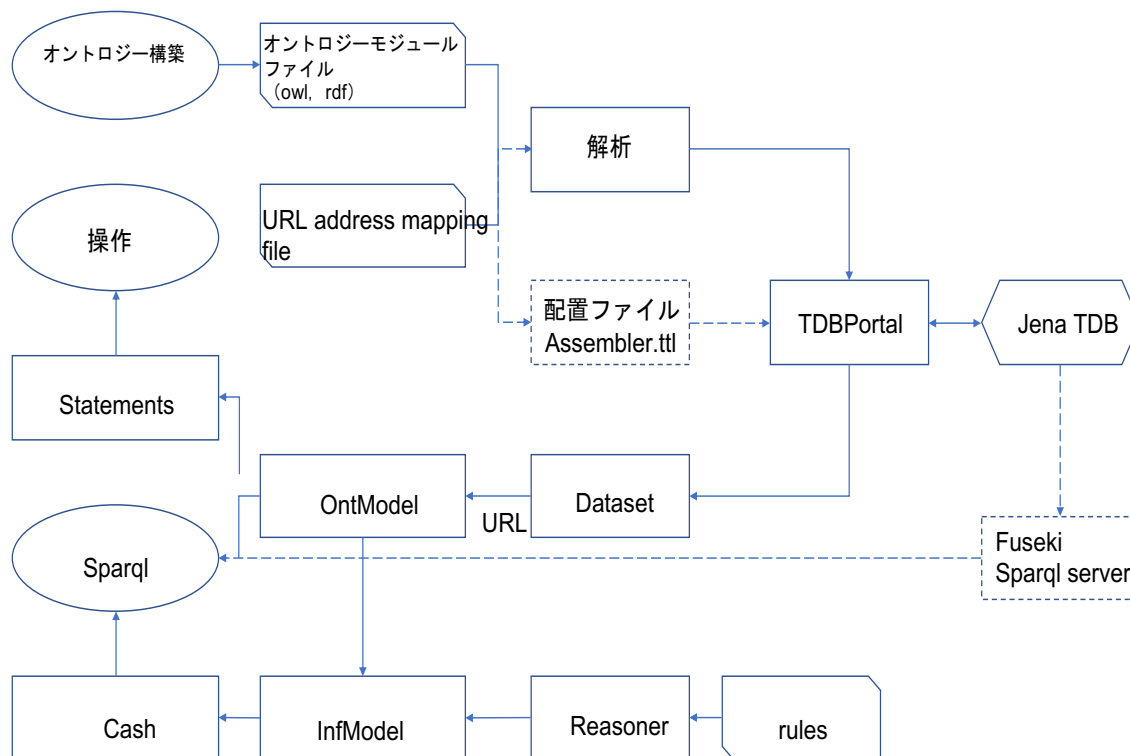 オントロジー構築
オントロジーモジュール
ファイル
(owl, rdf)
解析
URL address mapping
file
操作
配置ファイル
Assembler.ttl
TDBPortal
Jena TDB
Statements
OntModel
URL
Dataset
Fuseki
Sparql server
Sparql
Cash
InfModel
Reasoner
rules